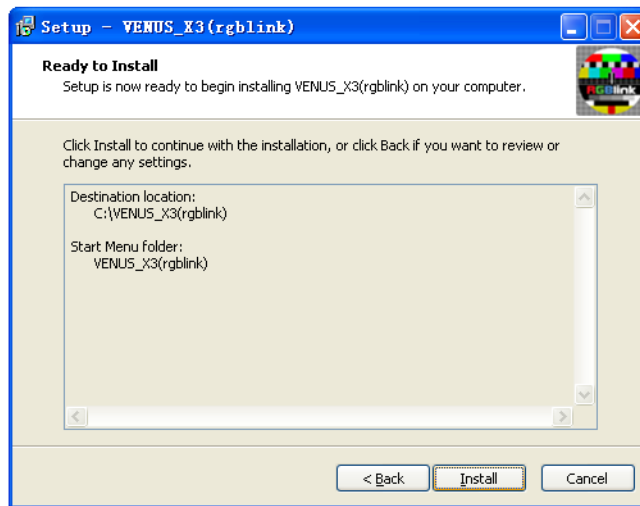 Setup - VENUS_X3(rgblink)
Ready to Install
Setup is now ready to begin installing VENUS_X3(rgblink) on your computer.
RGBlink
Click Install to continue with the installation, or click Back if you want to review or
change any settings.
Destination location:
C:\VENUS_X3(rgblink)
Start Menu folder:
VENUS_X3(rgblink)
< Back
Install
Cancel